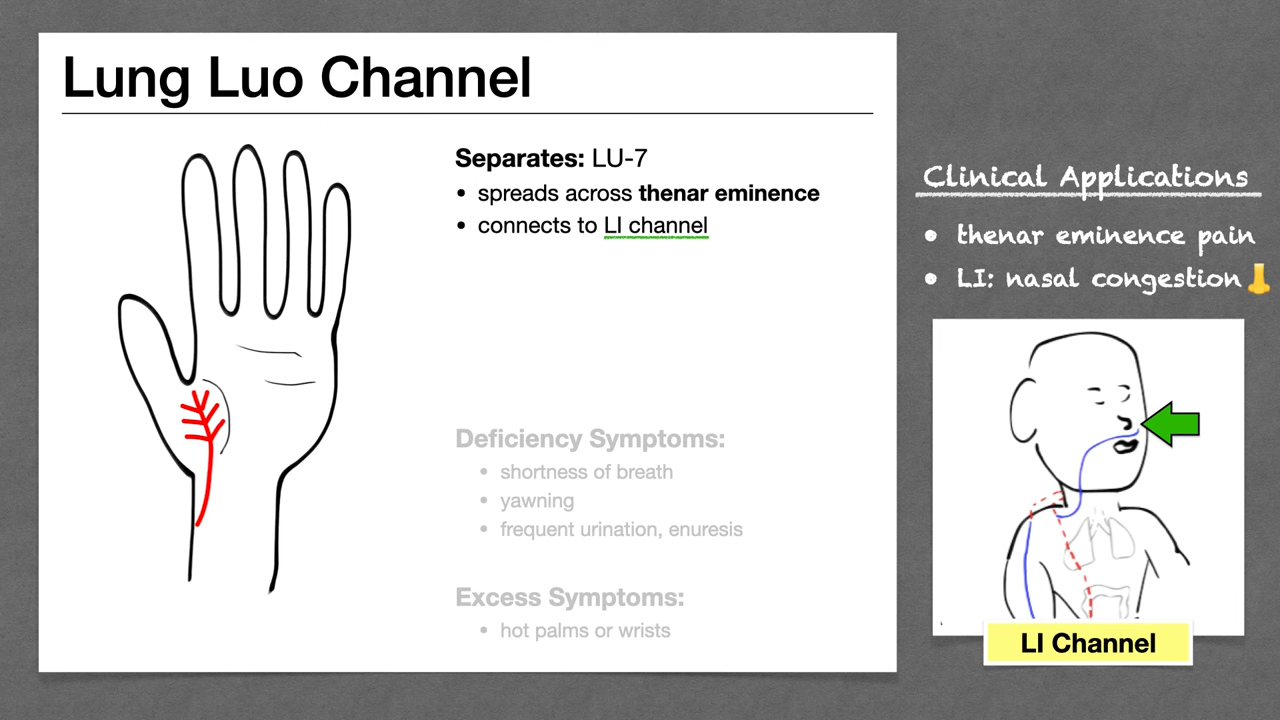 Lung Luo Channel
Separates: LU-7
• spreads across thenar eminence
• connects to LI channel
Deficiency Symptoms:
• shortness of breath
• yawning
• frequent urination, enuresis
Excess Symptoms:
• hot palms or wrists
Clinical Applications
• thenar eminence pain
• LI: nasal congestion👃
LI Channel